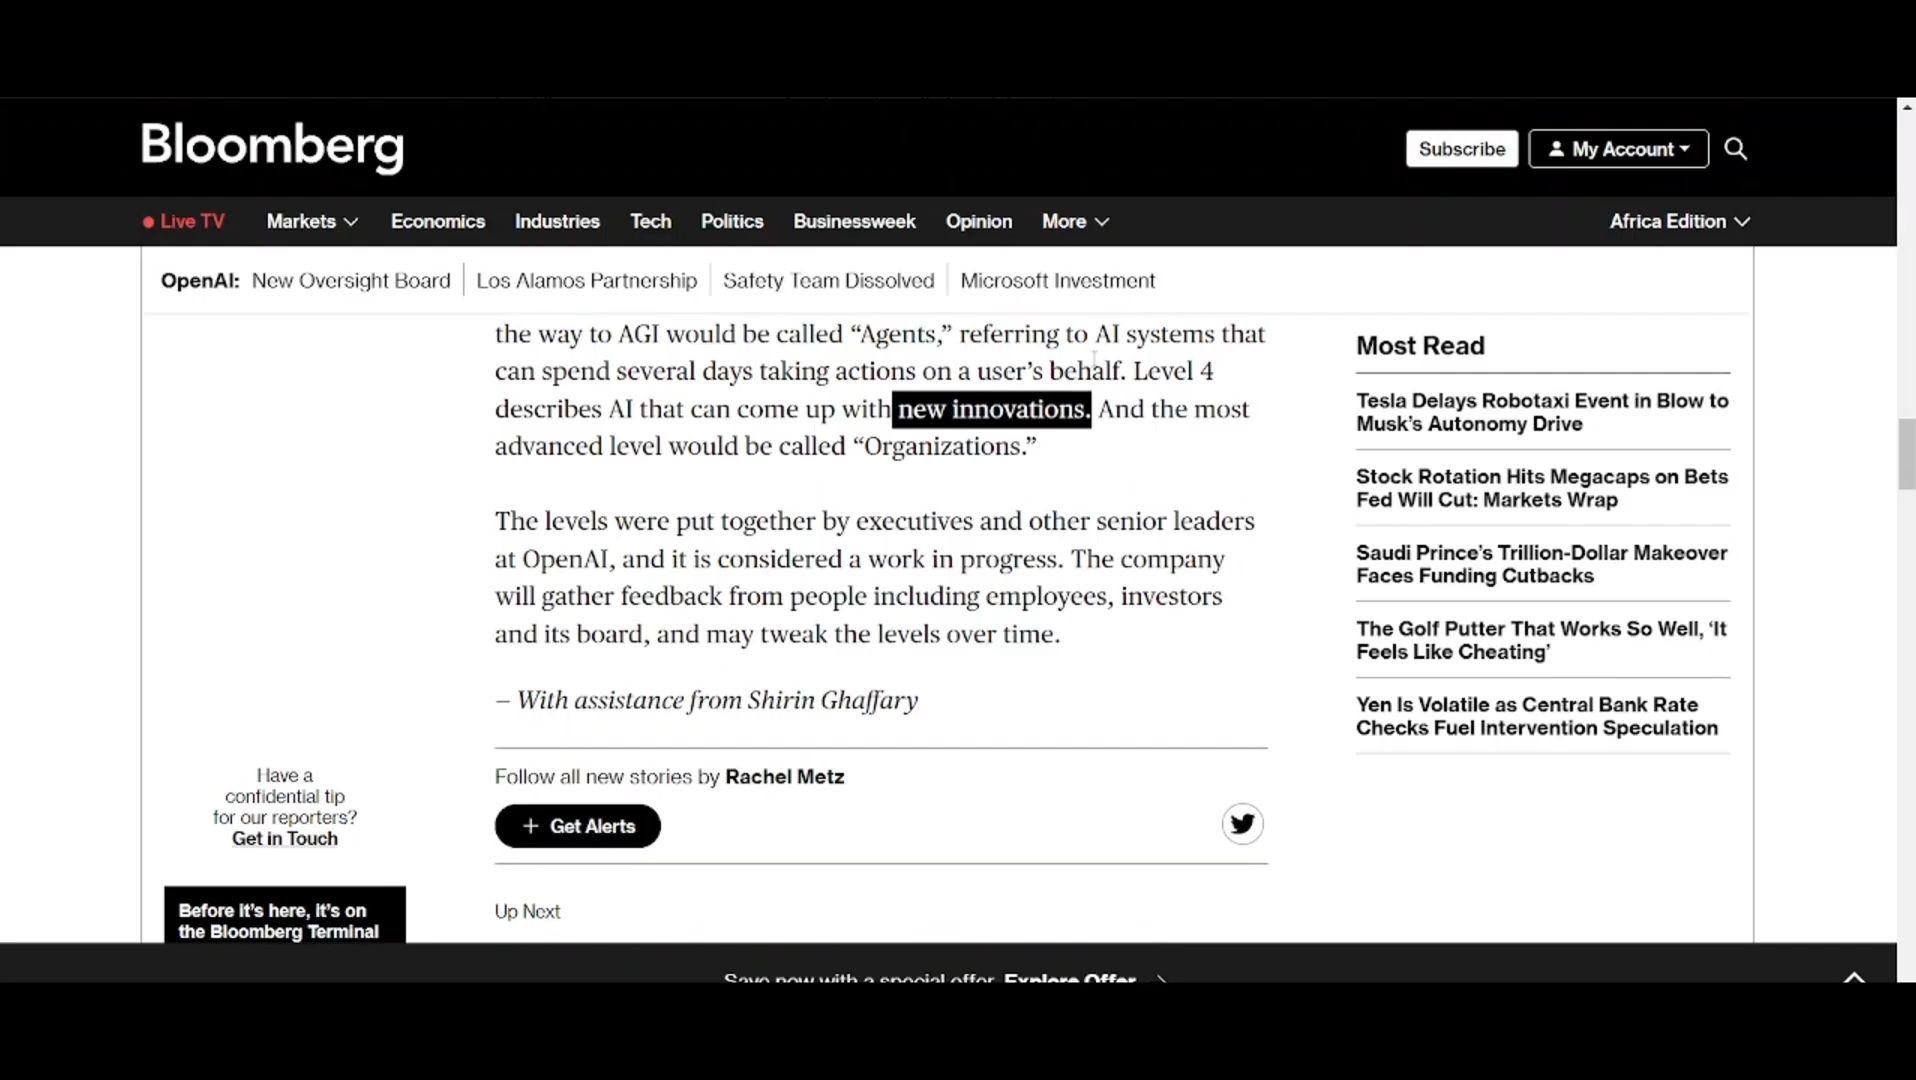 Bloomberg
Subscribe
My Account
Live TV
Markets
Economics
Industries
Tech
Politics
Businessweek
Opinion
More
Africa Edition
OpenAI: New Oversight Board
Los Alamos Partnership
Safety Team Dissolved
Microsoft Investment
the way to AGI would be called “Agents,” referring to AI systems that
can spend several days taking actions on a user’s behalf. Level 4
describes AI that can come up with new innovations. And the most
advanced level would be called “Organizations.”
The levels were put together by executives and other senior leaders
at OpenAI, and it is considered a work in progress. The company
will gather feedback from people including employees, investors
and its board, and may tweak the levels over time.
– With assistance from Shirin Ghaffary
Follow all new stories by Rachel Metz
+ Get Alerts
Up Next
Have a
confidential tip
for our reporters?
Get in Touch
Before it’s here, it’s on
the Bloomberg Terminal
Most Read
Tesla Delays Robotaxi Event in Blow to
Musk’s Autonomy Drive
Stock Rotation Hits Megacaps on Bets
Fed Will Cut: Markets Wrap
Saudi Prince’s Trillion-Dollar Makeover
Faces Funding Cutbacks
The Golf Putter That Works So Well, ‘It
Feels Like Cheating’
Yen Is Volatile as Central Bank Rate
Checks Fuel Intervention Speculation
Save now with a special offer. Explore Offer